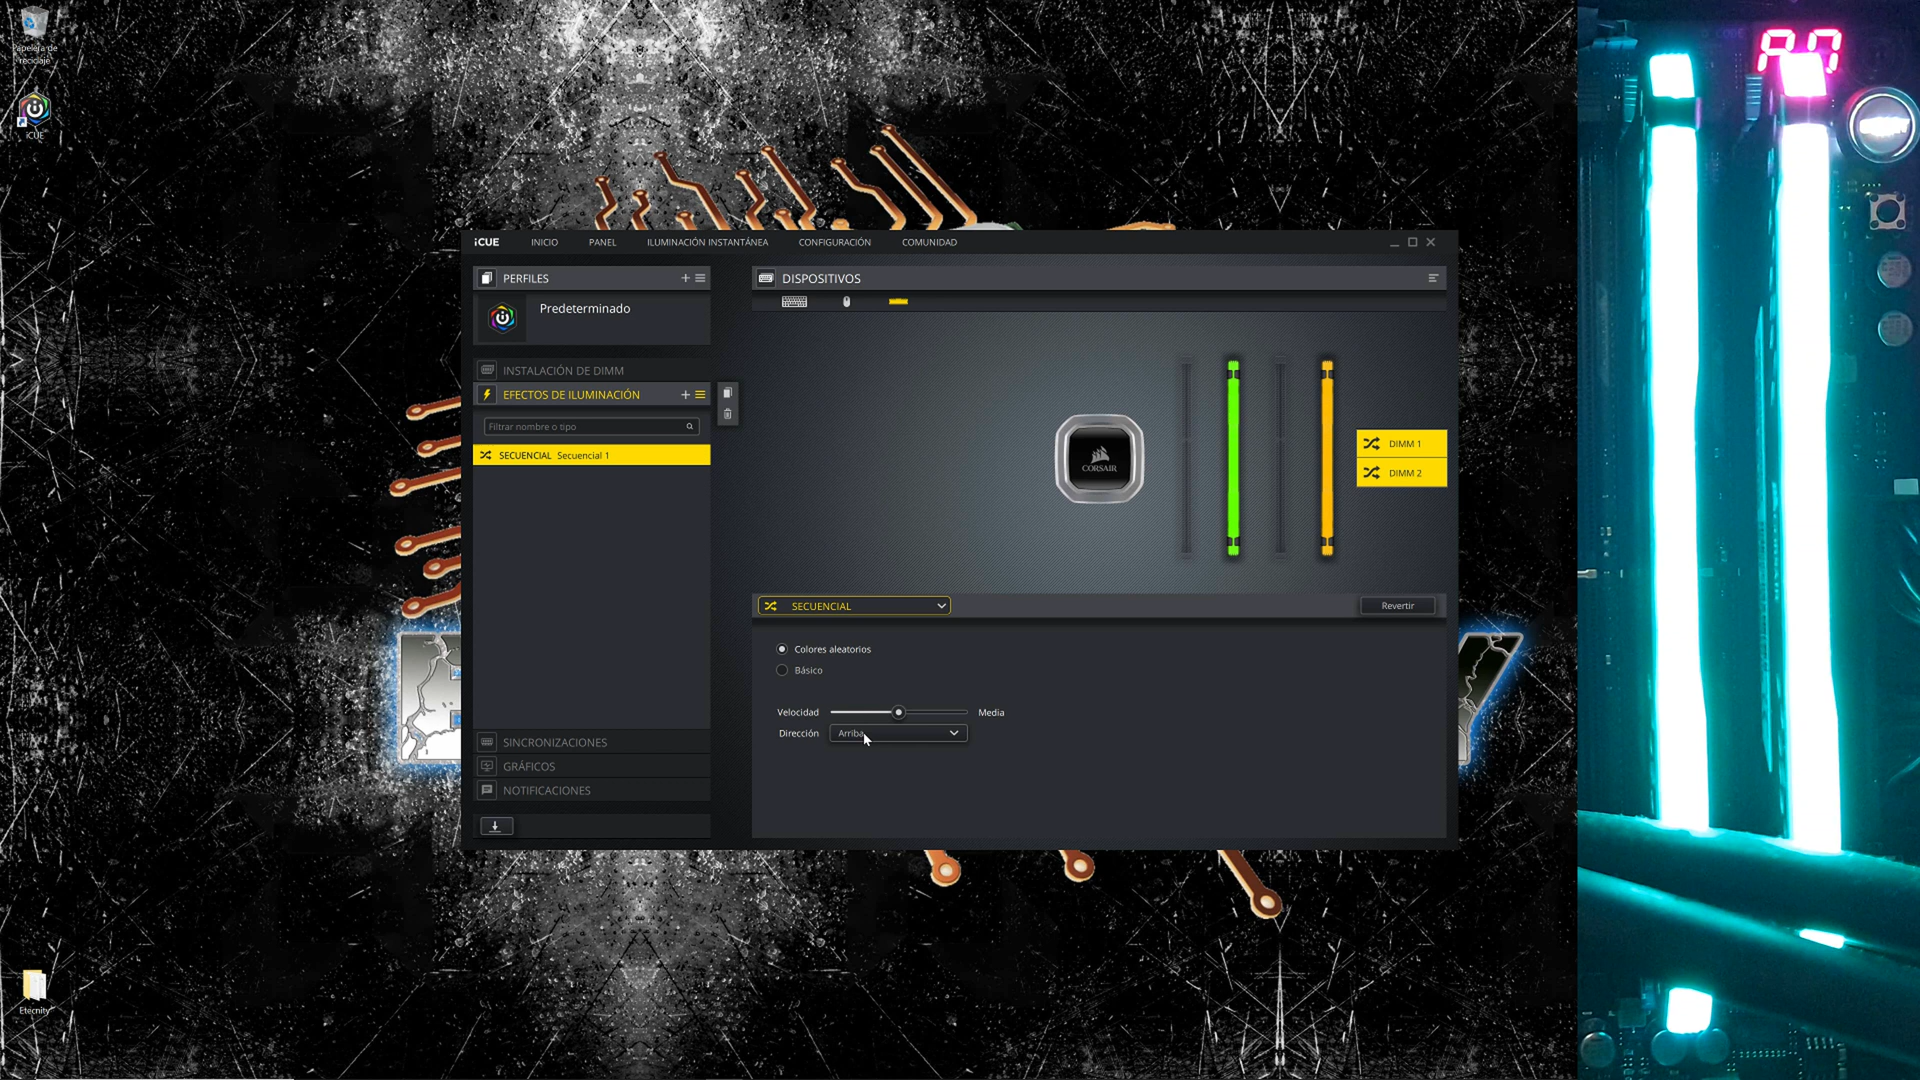 Papelera de
reciclaje
iCUE
iCUE
INICIO
PANEL
ILUMINACIÓN INSTANTÁNEA
CONFIGURACIÓN
COMUNIDAD
PERFILES
Predeterminado
INSTALACIÓN DE DIMM
EFECTOS DE ILUMINACIÓN
Filtrar nombre o tipo
SECUENCIAL Secuencial 1
SINCRONIZACIONES
GRÁFICOS
NOTIFICACIONES
DISPOSITIVOS
CORSAIR
DIMM 1
DIMM 2
SECUENCIAL
Revertir
Colores aleatorios
Básico
Velocidad
Media
Dirección
Arriba
Etecnity